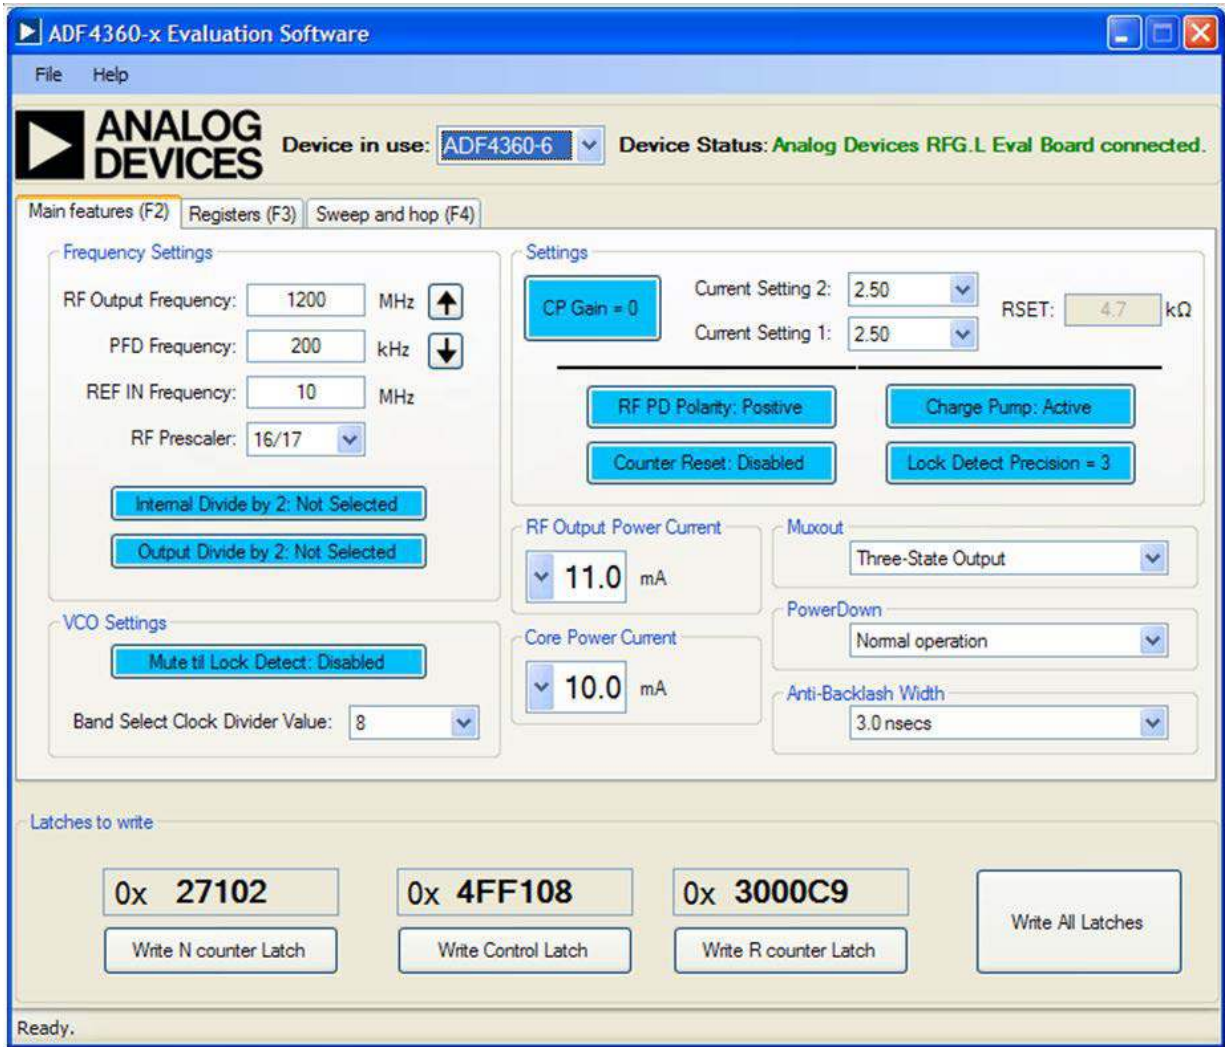 ADF4360-x Evaluation Software
File Help
ANALOG
DEVICES
Device in use: ADF4360-6 Device Status: Analog Devices RFG.L Eval Board connected.
Main features (F2) Registers (F3) Sweep and hop (F4)
Frequency Settings
RF Output Frequency: 1200 MHz
PFD Frequency: 200 kHz
REF IN Frequency: 10 MHz
RF Prescaler: 16/17
Internal Divide by 2: Not Selected
Output Divide by 2: Not Selected
VCO Settings
Mute til Lock Detect: Disabled
Band Select Clock Divider Value: 8
Settings
CP Gain = 0
Current Setting 2: 2.50
Current Setting 1: 2.50
RSET: 4.7 kΩ
RF PD Polarity: Positive Charge Pump: Active
Counter Reset: Disabled Lock Detect Precision = 3
RF Output Power Current
11.0 mA
Core Power Current
10.0 mA
Muxout
Three-State Output
PowerDown
Normal operation
Anti-Backlash Width
3.0 nsecs
Latches to write
0x 27102 0x 4FF108 0x 3000C9
Write N counter Latch Write Control Latch Write R counter Latch Write All Latches
Ready.